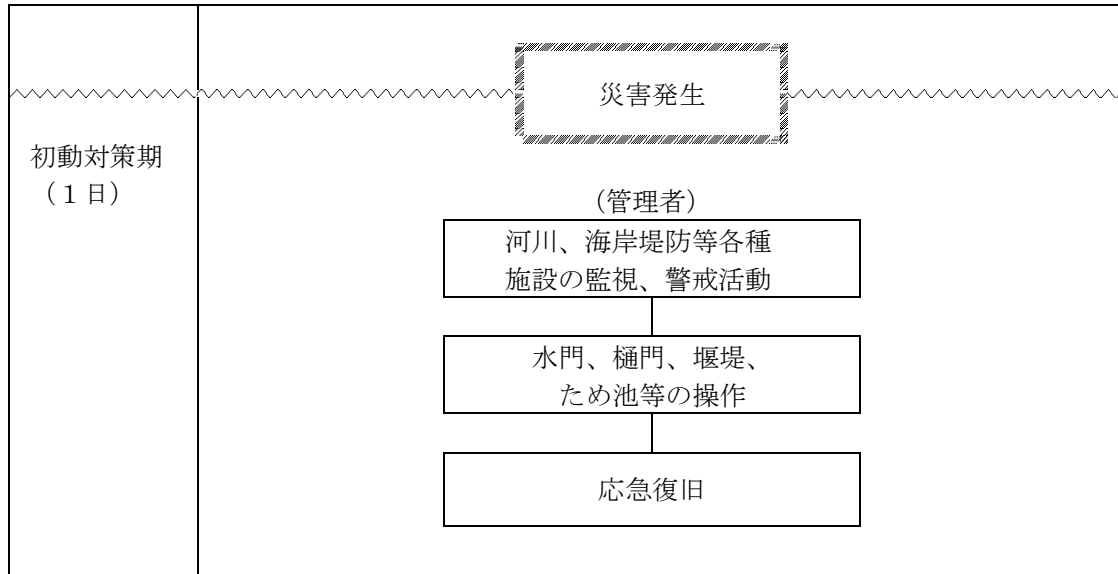 災害発生
初動対策期
（１日）
（管理者）
河川、海岸堤防等各種
施設の監視、警戒活動
水門、樋門、堰堤、
ため池等の操作
応急復旧